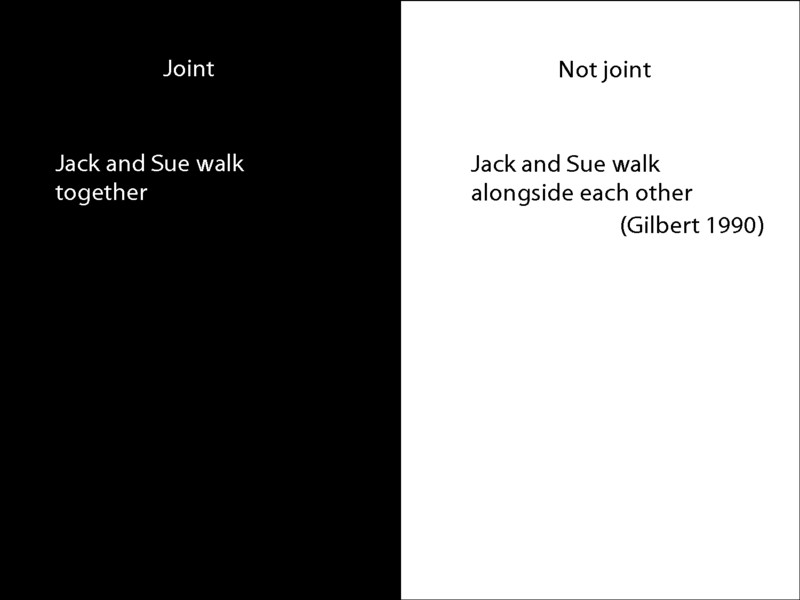 Joint
Jack and Sue walk
together
Not joint
Jack and Sue walk
alongside each other
(Gilbert 1990)